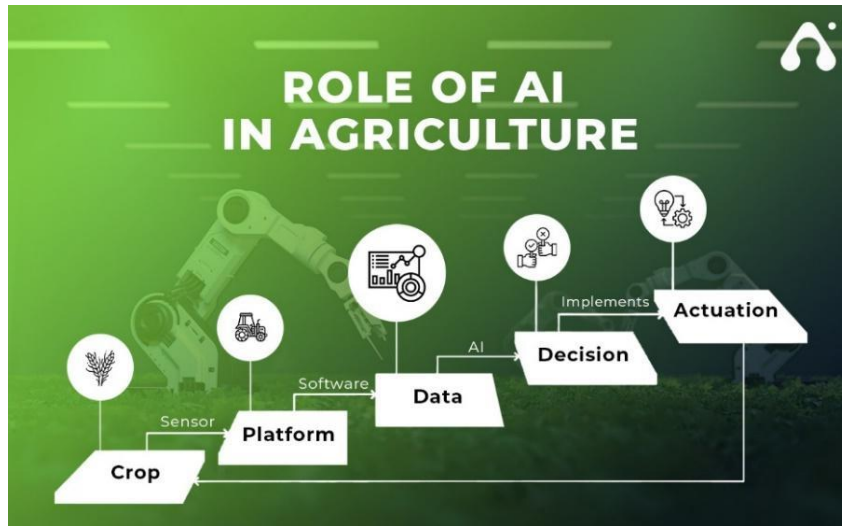 ROLE OF AI
IN AGRICULTURE
Implements
Actuation
AI
Decision
Software
Data
Sensor
Platform
Crop